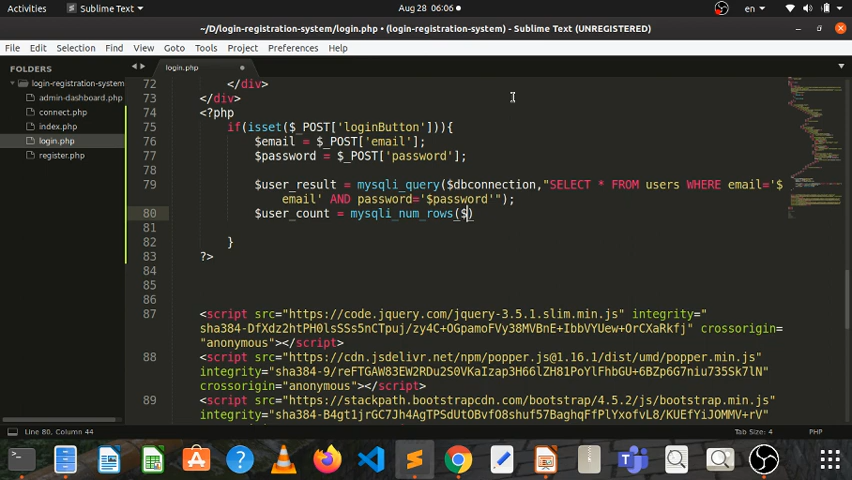 Sublime Text
Aug 28 06:06
en
~/D/login-registration-system/login.php • (login-registration-system) - Sublime Text (UNREGISTERED)
File Edit Selection Find View Goto Tools Project Preferences Help
FOLDERS
login-registration-system
admin-dashboard.php
connect.php
index.php
login.php
register.php
login.php
72 </div>
73 </div>
74 <?php
75 if(isset($_POST['loginButton'])){
76 $email = $_POST['email'];
77 $password = $_POST['password'];
78
79 $user_result = mysqli_query($dbconnection,"SELECT * FROM users WHERE email='$
email' AND password='$password'");
80 $user_count = mysqli_num_rows($)
81
82 }
83 ?>
84
85
86
87 <script src="https://code.jquery.com/jquery-3.5.1.slim.min.js" integrity="
sha384-DfXdz2htPH0lsSSs5nCTpuj/zy4C+OGpamoFVy38MVBnE+IbbVYUew+OrCXaRkfj" crossorigin=
"anonymous"></script>
88 <script src="https://cdn.jsdelivr.net/npm/popper.js@1.16.1/dist/umd/popper.min.js"
integrity="sha384-9/reFTGAW83EW2RDu2S0VKaIzap3H66lZH81PoYlFhbGU+6BZp6G7niu735Sk7lN"
crossorigin="anonymous"></script>
89 <script src="https://stackpath.bootstrapcdn.com/bootstrap/4.5.2/js/bootstrap.min.js"
integrity="sha384-B4gt1jrGC7Jh4AgTPSdUtOBvfO8shuf57BaghqFfPlYxofvL8/KUEfYiJOMMV+rV"
Line 80, Column 44
Tab Size: 4
PHP